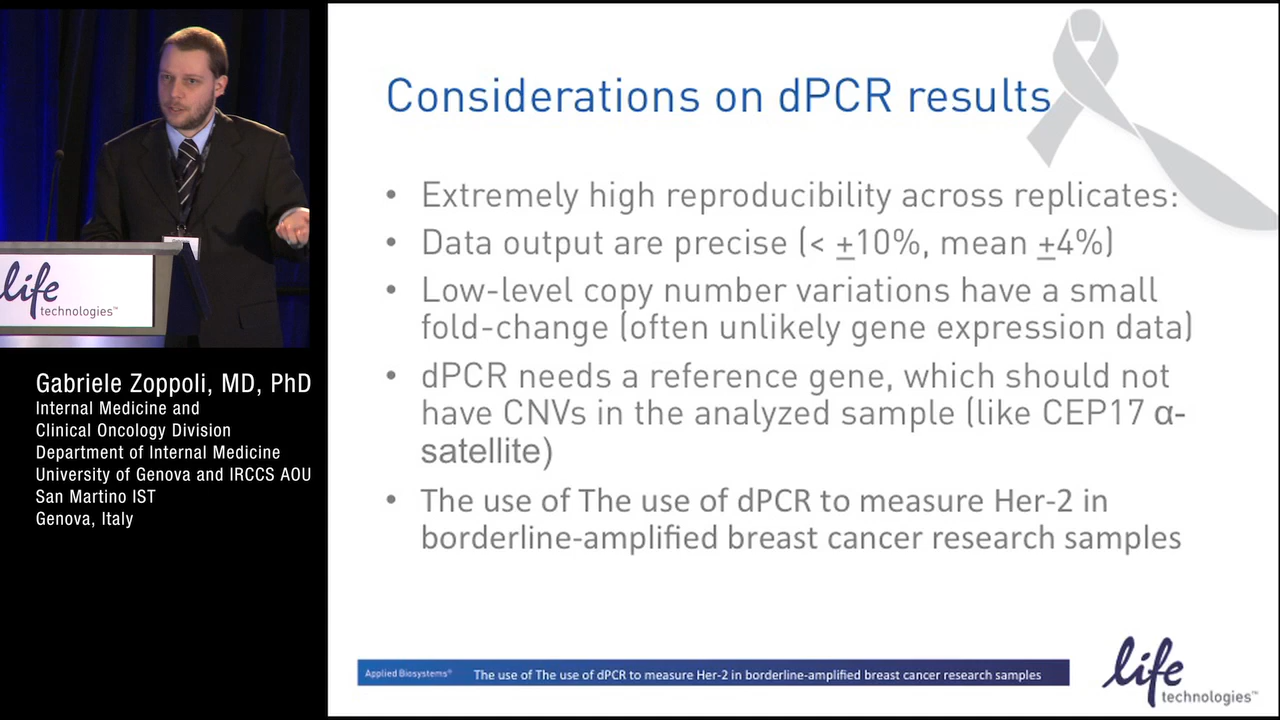 life
technologies™
Gabriele Zoppoli, MD, PhD
Internal Medicine and
Clinical Oncology Division
Department of Internal Medicine
University of Genova and IRCCS AOU
San Martino IST
Genova, Italy
Considerations on dPCR results
• Extremely high reproducibility across replicates:
• Data output are precise (< ±10%, mean ±4%)
• Low-level copy number variations have a small
fold-change (often unlikely gene expression data)
• dPCR needs a reference gene, which should not
have CNVs in the analyzed sample (like CEP17 α-
satellite)
• The use of The use of dPCR to measure Her-2 in
borderline-amplified breast cancer research samples
Applied Biosystems® The use of The use of dPCR to measure Her-2 in borderline-amplified breast cancer research samples
life
technologies™